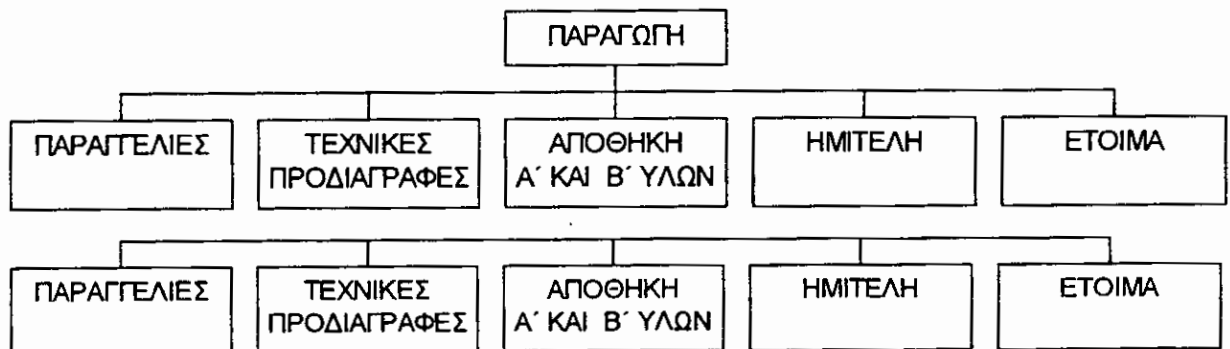 ΠΑΡΑΓΩΓΗ
ΠΑΡΑΓΓΕΛΙΕΣ
ΤΕΧΝΙΚΕΣ
ΠΡΟΔΙΑΓΡΑΦΕΣ
ΑΠΟΘΗΚΗ
Α΄ ΚΑΙ Β΄ ΥΛΩΝ
ΗΜΙΤΕΛΗ
ΕΤΟΙΜΑ
ΠΑΡΑΓΓΕΛΙΕΣ
ΤΕΧΝΙΚΕΣ
ΠΡΟΔΙΑΓΡΑΦΕΣ
ΑΠΟΘΗΚΗ
Α΄ ΚΑΙ Β΄ ΥΛΩΝ
ΗΜΙΤΕΛΗ
ΕΤΟΙΜΑ